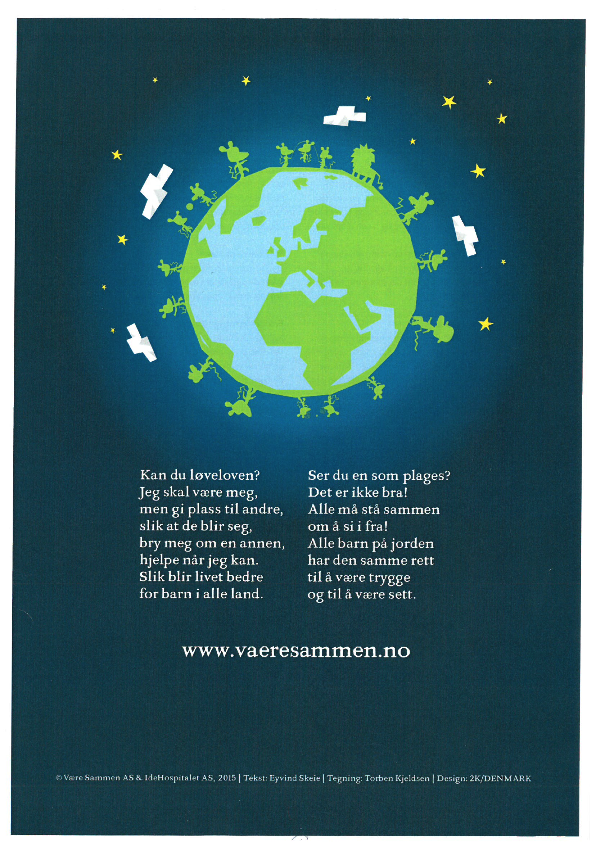 Kan du løveloven?
Jeg skal være meg,
men gi plass til andre,
slik at de blir seg,
bry meg om en annen,
hjelpe når jeg kan.
Slik blir livet bedre
for barn i alle land.
Ser du en som plages?
Det er ikke bra!
Alle må stå sammen
om å si i fra!
Alle barn på jorden
har den samme rett
til å være trygge
og til å være sett.
www.vaeresammen.no
© Være Sammen AS & IdeHospitalet AS, 2015 | Tekst: Eyvind Skeie | Tegning: Torben Kjeldsen | Design: 2K/DENMARK